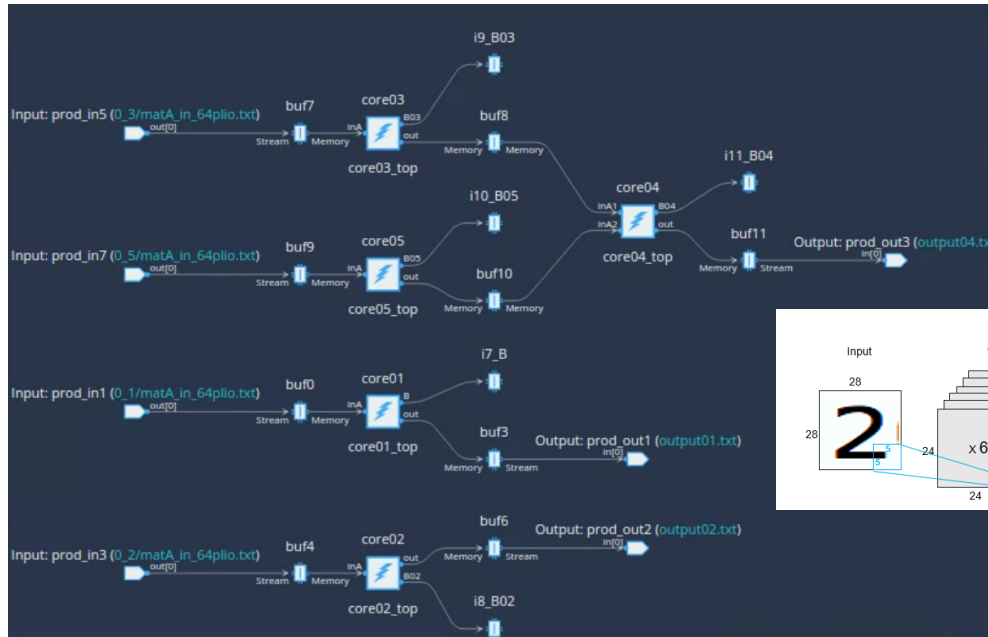 i9_B03
Input: prod_in5 (0_3/matA_in_64plio.txt)
out[0]
buf7
Stream Memory
core03
inA B03
out
core03_top
buf8
Memory Memory
i11_B04
i10_B05
core04
inA1 B04
inA2 out
core04_top
buf11
Memory Stream
Output: prod_out3 (output04.tx
in[0]
Input: prod_in7 (0_5/matA_in_64plio.txt)
out[0]
buf9
Stream Memory
core05
B05
inA out
core05_top
buf10
Memory Memory
i7_B
Input: prod_in1 (0_1/matA_in_64plio.txt)
out[0]
buf0
Stream Memory
core01
B
inA out
core01_top
buf3
Memory Stream
Output: prod_out1 (output01.txt)
in[0]
Input: prod_in3 (0_2/matA_in_64plio.txt)
out[0]
buf4
Stream Memory
core02
out
inA B02
core02_top
buf6
Memory Stream
Output: prod_out2 (output02.txt)
in[0]
i8_B02
Input
28
28
2
5
5
24
x 6
24